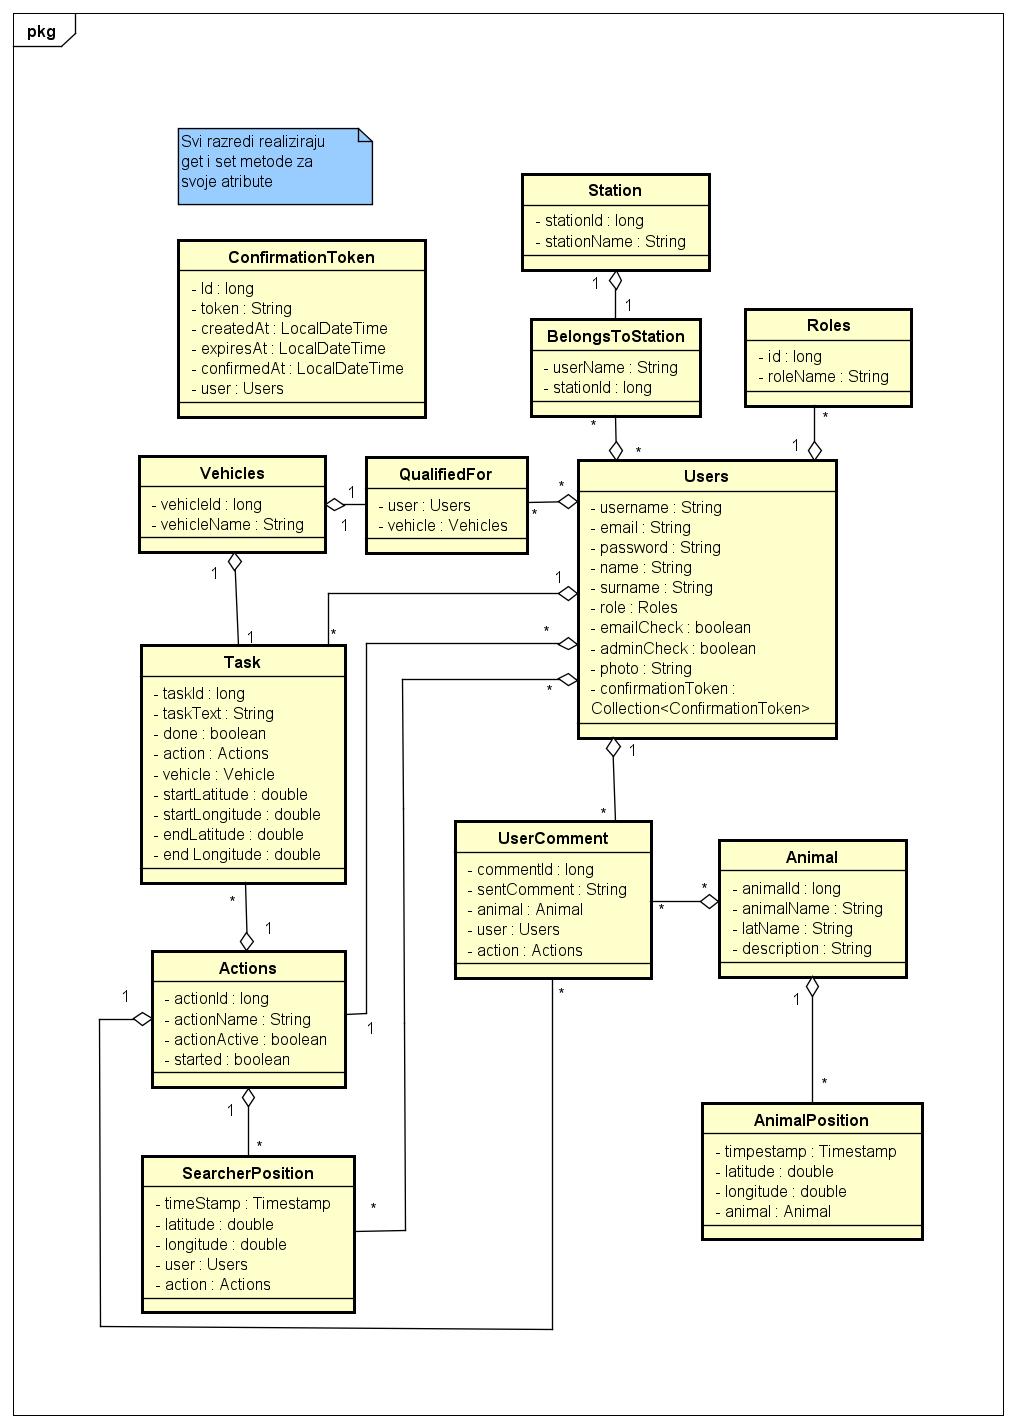 pkg
Svi razredi realiziraju
get i set metode za
svoje atribute
Station
- stationId : long
- stationName : String
1
1
ConfirmationToken
- Id : long
- token : String
- createdAt : LocalDateTime
- expiresAt : LocalDateTime
- confirmedAt : LocalDateTime
- user : Users
BelongsToStation
- userName : String
- stationId : long
*
*
Roles
- id : long
- roleName : String
*
1
Vehicles
- vehicleId : long
- vehicleName : String
1
1
QualifiedFor
- user : Users
- vehicle : Vehicles
*
*
Users
- username : String
- email : String
- password : String
- name : String
- surname : String
- role : Roles
- emailCheck : boolean
- adminCheck : boolean
- photo : String
- confirmationToken :
Collection<ConfirmationToken>
1
1
1
*
*
*
Task
- taskId : long
- taskText : String
- done : boolean
- action : Actions
- vehicle : Vehicle
- startLatitude : double
- startLongitude : double
- endLatitude : double
- end Longitude : double
1
*
UserComment
- commentId : long
- sentComment : String
- animal : Animal
- user : Users
- action : Actions
*
*
Animal
- animalId : long
- animalName : String
- latName : String
- description : String
*
1
Actions
- actionId : long
- actionName : String
- actionActive : boolean
- started : boolean
1
1
*
1
*
1
*
AnimalPosition
- timpestamp : Timestamp
- latitude : double
- longitude : double
- animal : Animal
SearcherPosition
- timeStamp : Timestamp
- latitude : double
- longitude : double
- user : Users
- action : Actions
*